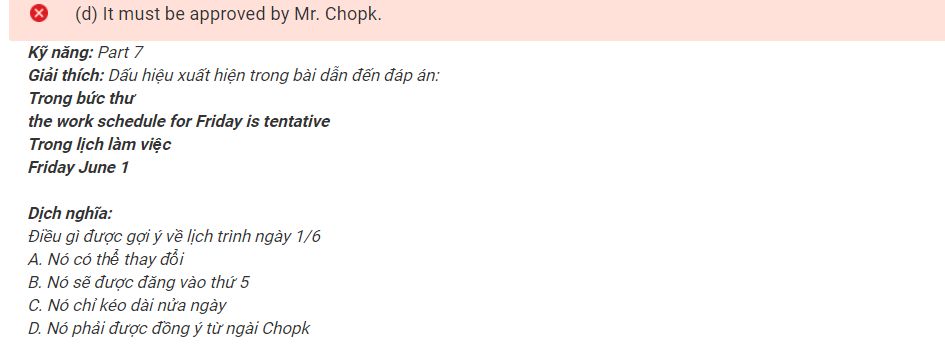 (d) It must be approved by Mr. Chopk.
Kỹ năng: Part 7
Giải thích: Dấu hiệu xuất hiện trong bài dẫn đến đáp án:
Trong bức thư
the work schedule for Friday is tentative
Trong lịch làm việc
Friday June 1
Dịch nghĩa:
Điều gì được gợi ý về lịch trình ngày 1/6
A. Nó có thể thay đổi
B. Nó sẽ được đăng vào thứ 5
C. Nó chỉ kéo dài nửa ngày
D. Nó phải được đồng ý từ ngài Chopk